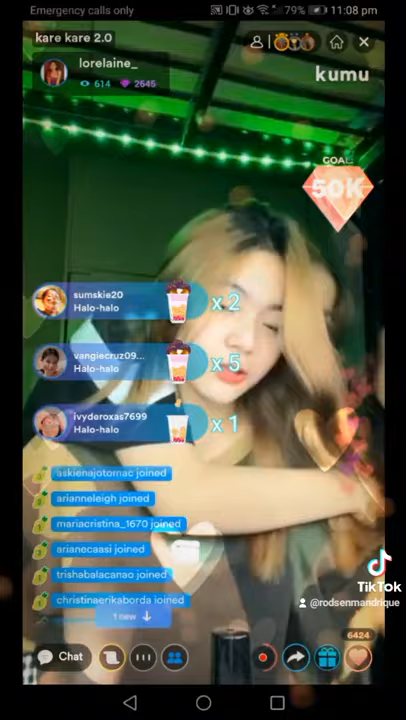 Emergency calls only
79%
11:08 pm
kare kare 2.0
lorelaine_
614
2645
kumu
GOAL:
50K
sumskie20
Halo-halo
x 2
vangiecruz09...
Halo-halo
x 5
ivyderoxas7699
Halo-halo
x 1
askienajotomac joined
arianneleigh joined
mariacristina_1670 joined
arianecaasi joined
trishabalacanao joined
christinaerikaborda joined
1 new
TikTok
@rodsenmandrique
6424
Chat